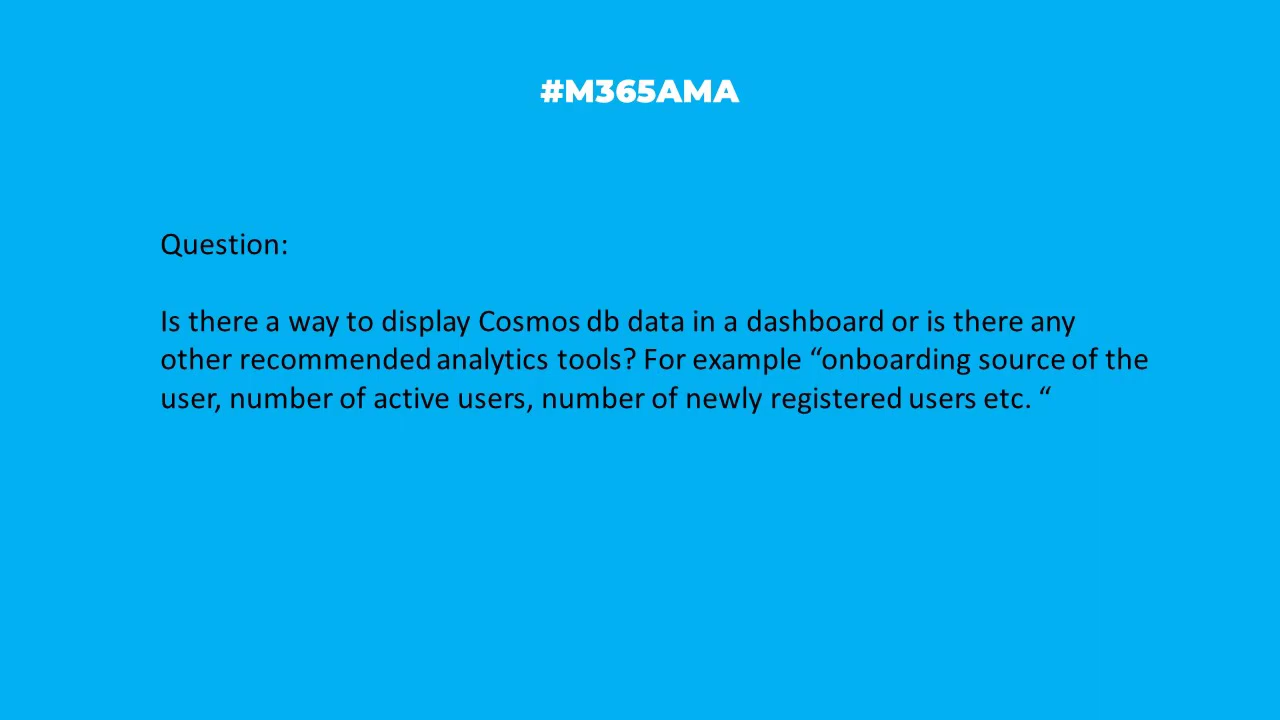 #M365AMA
Question:
Is there a way to display Cosmos db data in a dashboard or is there any
other recommended analytics tools? For example “onboarding source of the
user, number of active users, number of newly registered users etc. “